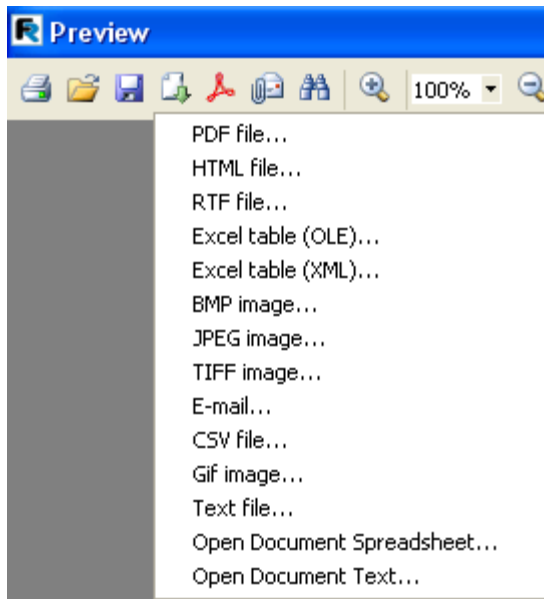 FR Preview
100%
PDF file...
HTML file...
RTF file...
Excel table (OLE)...
Excel table (XML)...
BMP image...
JPEG image...
TIFF image...
E-mail...
CSV file...
Gif image...
Text file...
Open Document Spreadsheet...
Open Document Text...